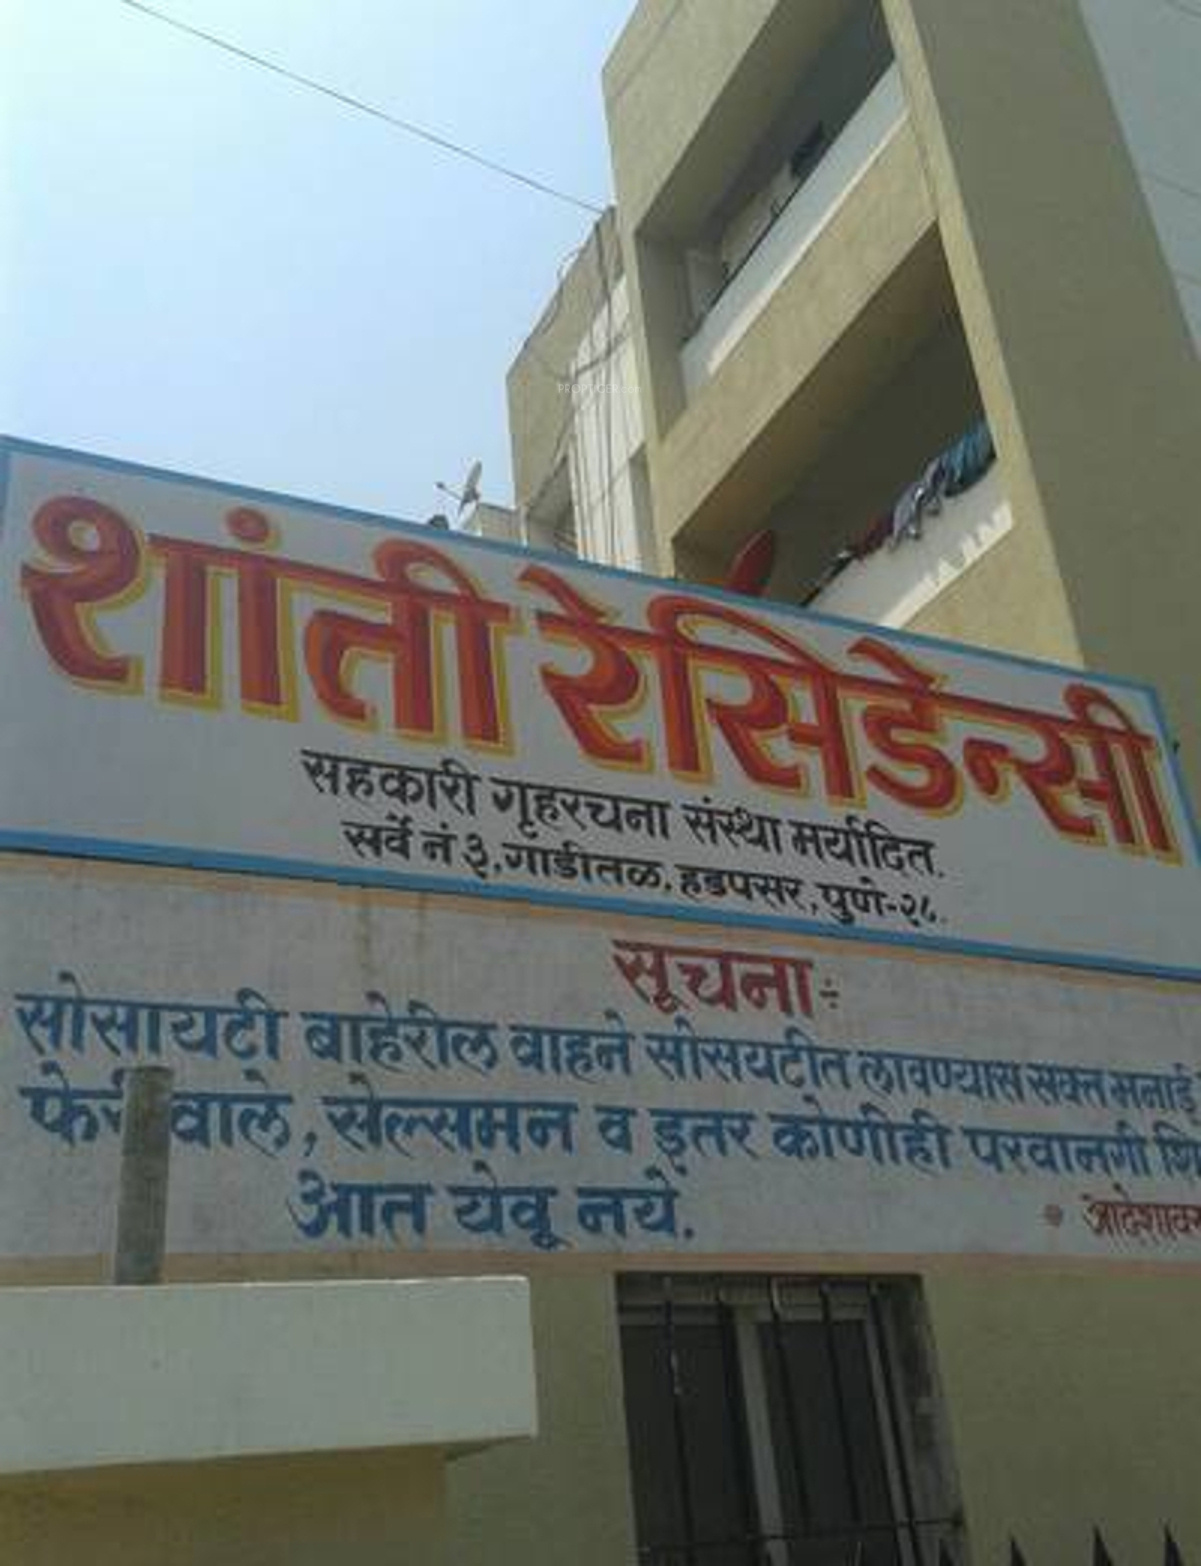 शांती रेसिडेन्सी
सहकारी गृहरचना संस्था मर्यादित.
सर्वे नं ३, गाडीतळ, हडपसर, पुणे-२८.
सूचना÷
सोसायटी बाहेरील वाहने सोसयटीत लावण्यास सक्त मनाई
वाले, सेल्समन व इतर कोणीही परवानगी
आत येवू नये.